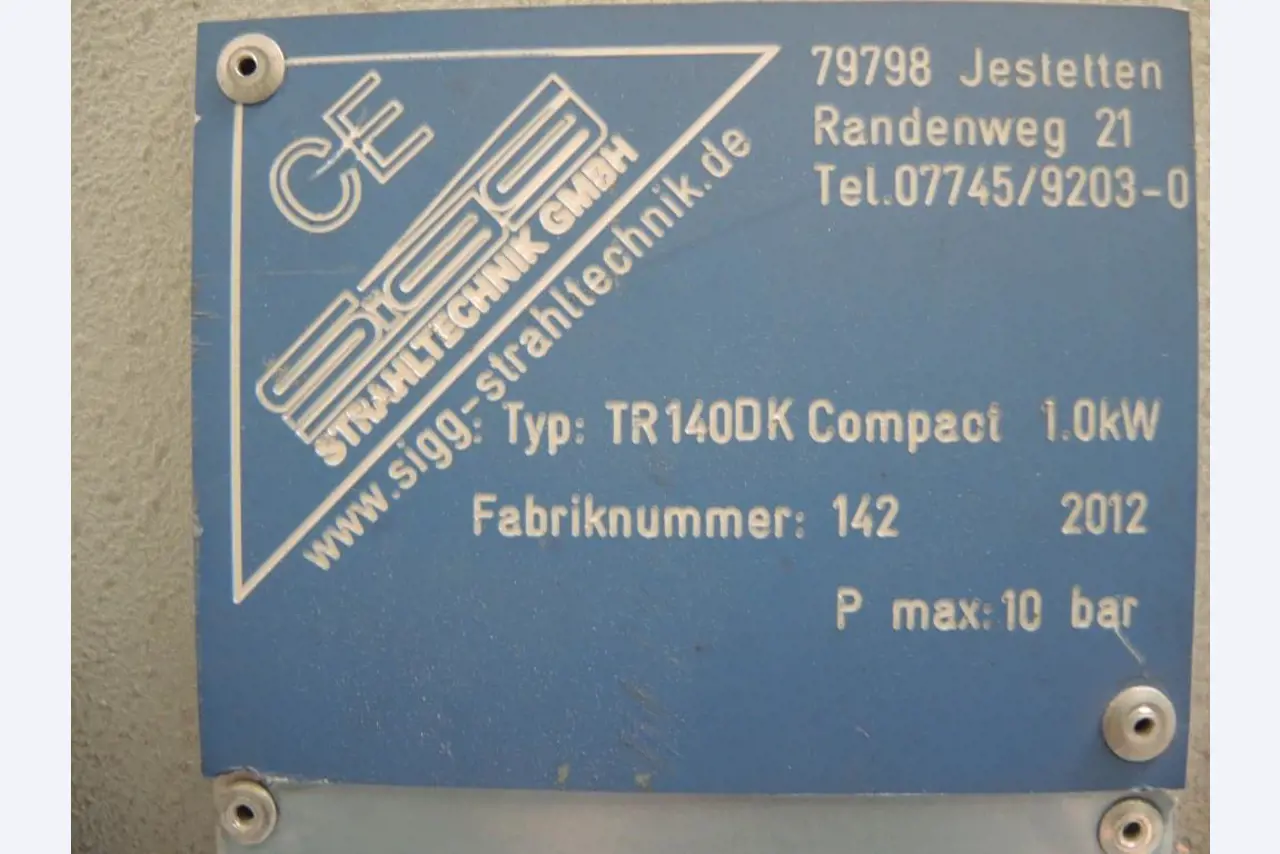 CE
SIGG
STRAHLTECHNIK GMBH
www.sigg-strahltechnik.de
79798 Jestetten
Randenweg 21
Tel.07745/9203-0
Typ: TR140DK Compact 1.0kW
Fabriknummer: 142 2012
P max: 10 bar